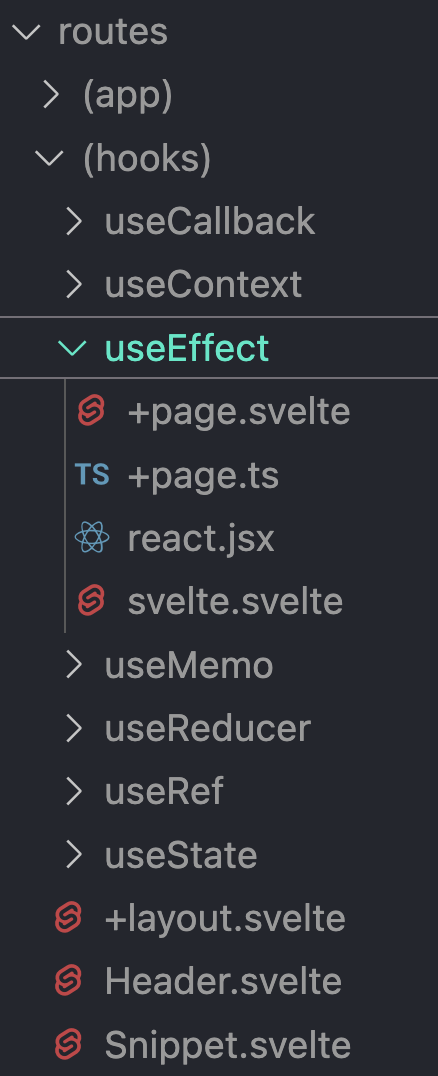 routes
(app)
(hooks)
useCallback
useContext
useEffect
+page.svelte
TS +page.ts
react.jsx
svelte.svelte
useMemo
useReducer
useRef
useState
+layout.svelte
Header.svelte
Snippet.svelte